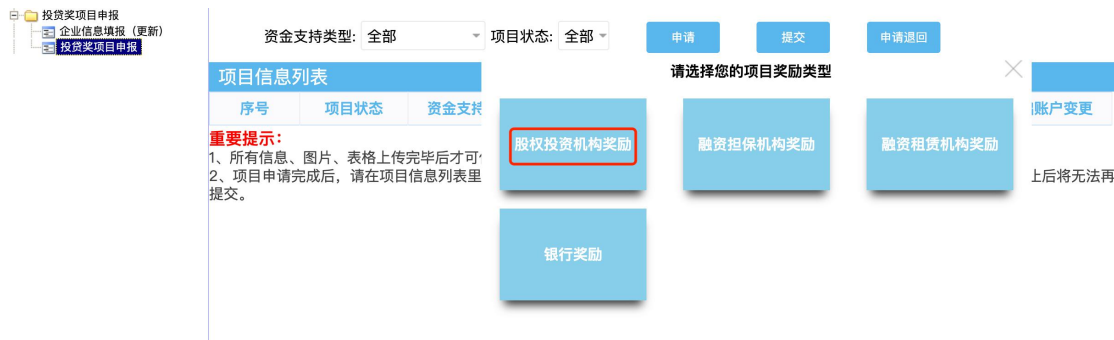 投贷奖项目申报
企业信息填报（更新）
投贷奖项目申报
资金支持类型: 全部 项目状态: 全部 申请 提交 申请退回
项目信息列表
请选择您的项目奖励类型
序号 项目状态 资金支持 账户变更
重要提示：
1、所有信息、图片、表格上传完毕后才可
2、项目申请完成后，请在项目信息列表里 上后将无法再
提交。
股权投资机构奖励 融资担保机构奖励 融资租赁机构奖励
银行奖励